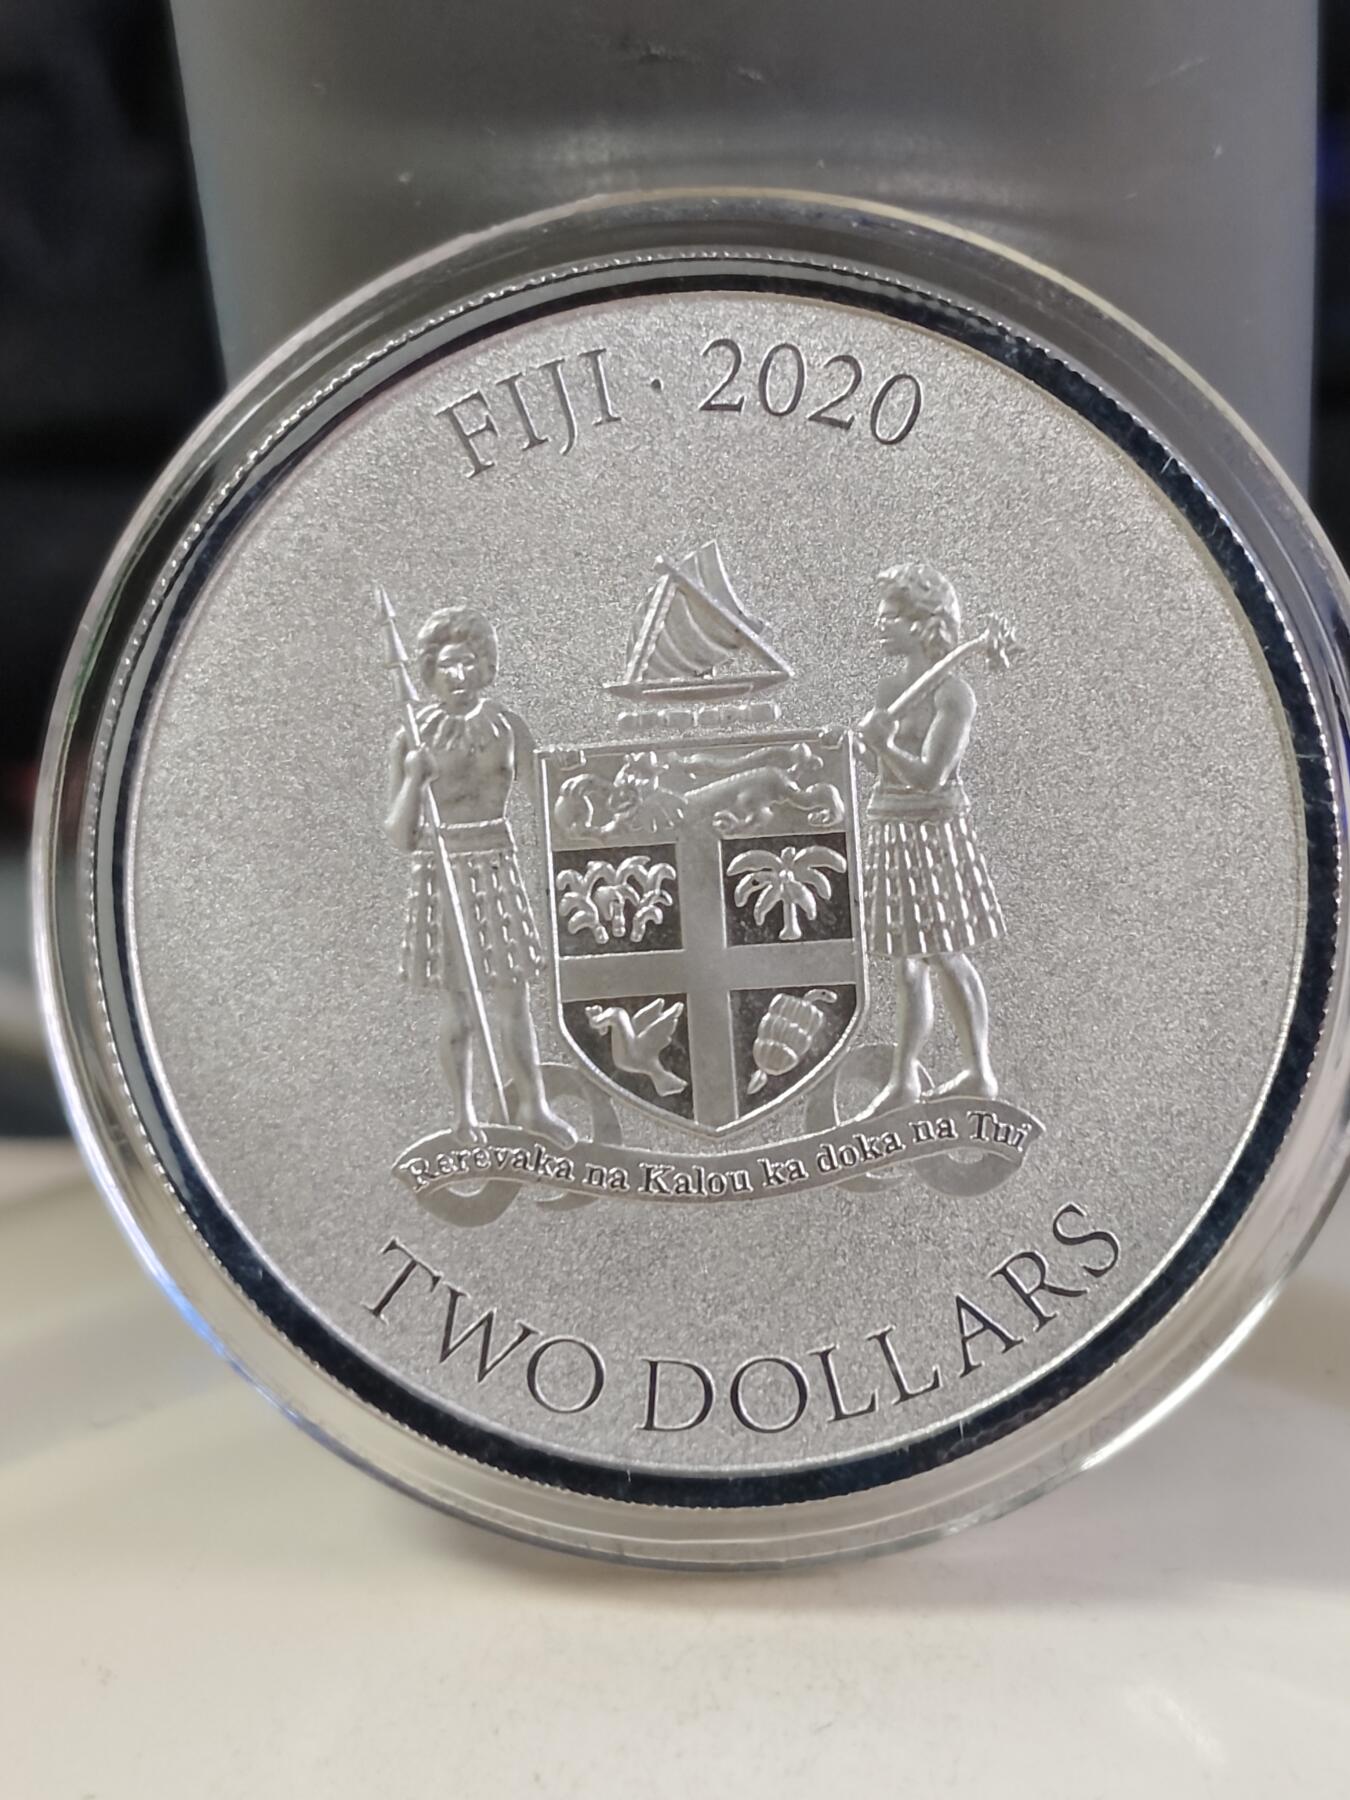 FIJI · 2020
Rerevaka na Kalou ka doka na Tui
TWO DOLLARS